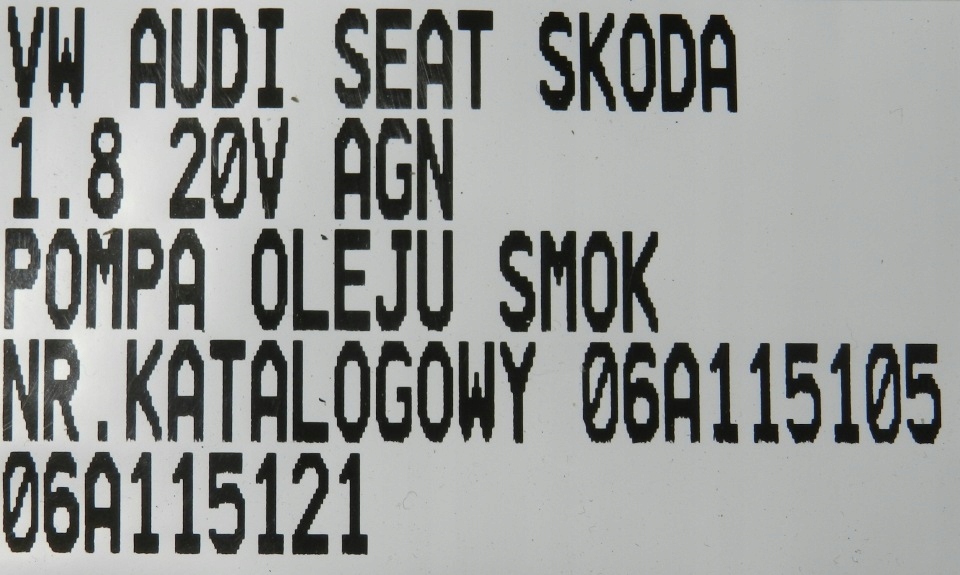 VW AUDI SEAT SKODA
1.8 20V AGN
POMPA OLEJU SMOK
NR.KATALOGOWY 06A115105
06A115121